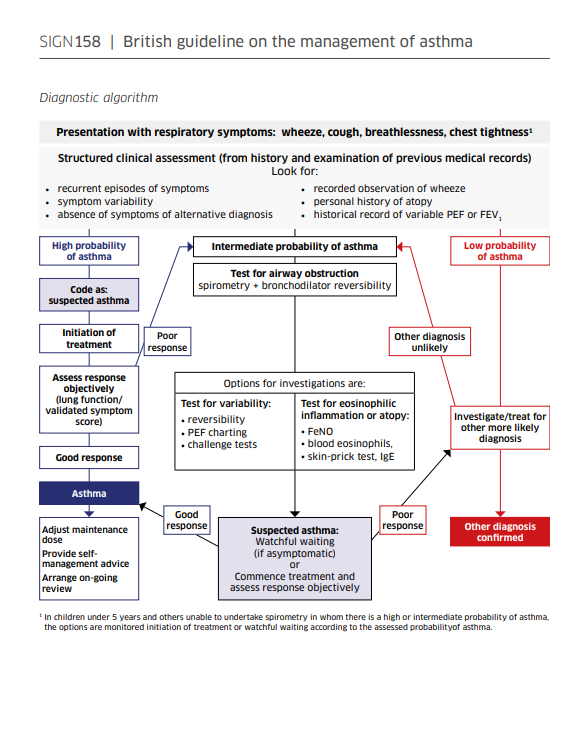 SIGN158 | British guideline on the management of asthma
Diagnostic algorithm
Presentation with respiratory symptoms: wheeze, cough, breathlessness, chest tightness¹
Structured clinical assessment (from history and examination of previous medical records)
Look for:
• recurrent episodes of symptoms
• symptom variability
• absence of symptoms of alternative diagnosis
• recorded observation of wheeze
• personal history of atopy
• historical record of variable PEF or FEV₁
High probability
of asthma
Code as:
suspected asthma
Initiation of
treatment
Assess response
objectively
(lung function/
validated symptom
score)
Good response
Asthma
Adjust maintenance
dose
Provide self-
management advice
Arrange on-going
review
Poor
response
Intermediate probability of asthma
Test for airway obstruction
spirometry + bronchodilator reversibility
Options for investigations are:
Test for variability:
• reversibility
• PEF charting
• challenge tests
Test for eosinophilic
inflammation or atopy:
• FeNO
• blood eosinophils,
• skin-prick test, IgE
Good
response
Suspected asthma:
Watchful waiting
(if asymptomatic)
or
Commence treatment and
assess response objectively
Poor
response
Low probability
of asthma
Other diagnosis
unlikely
Investigate/treat for
other more likely
diagnosis
Other diagnosis
confirmed
¹ In children under 5 years and others unable to undertake spirometry in whom there is a high or intermediate probability of asthma,
the options are monitored initiation of treatment or watchful waiting according to the assessed probabilityof asthma.